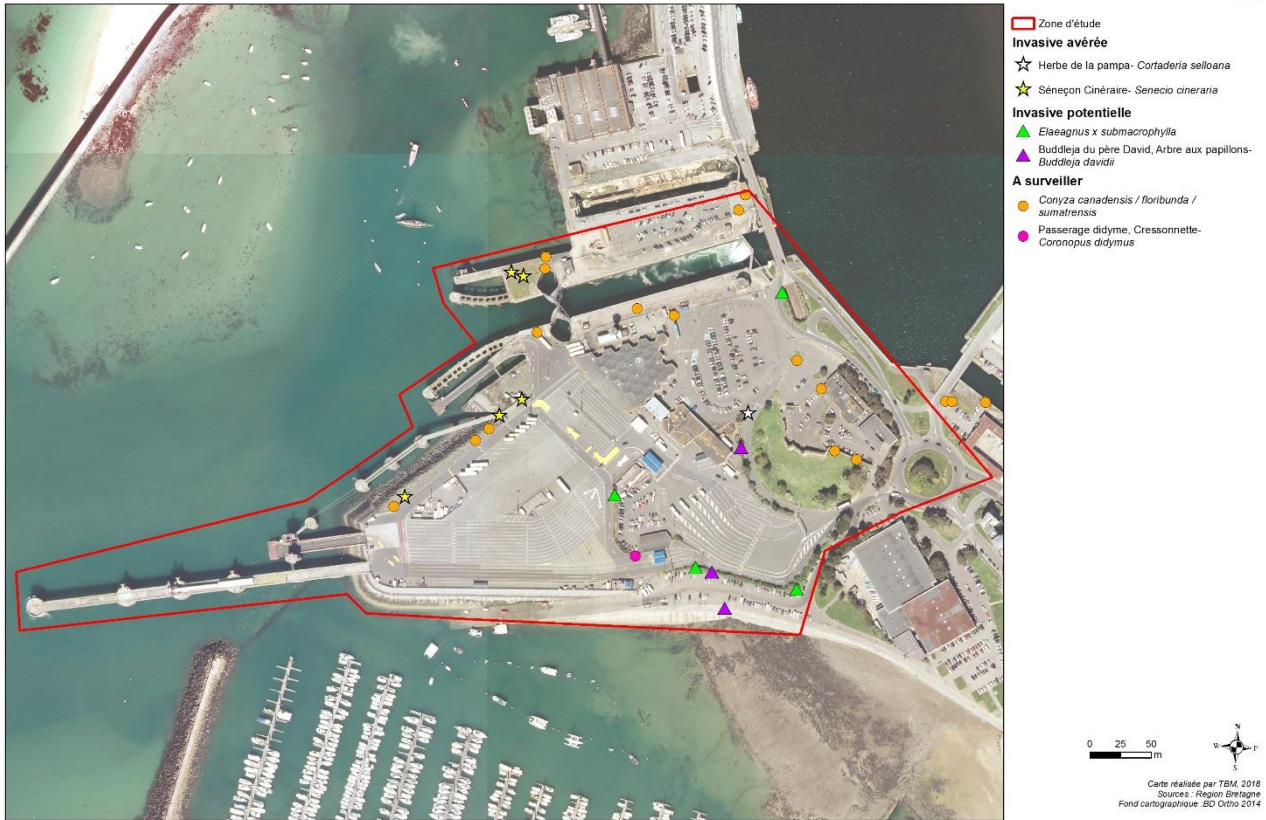 Zone d'étude
Invasive avérée
Herbe de la pampa- Cortaderia selloana
Séneçon Cinéraire- Senecio cineraria
Invasive potentielle
Elaeagnus x submacrophylla
Buddleja du père David, Arbre aux papillons-
Buddleja davidii
A surveiller
Conyza canadensis / floribunda /
sumatrensis
Passerage didyme, Cressonnette-
Coronopus didymus
0 25 50
m
N
W
E
S
Carte réalisée par TBM, 2018
Sources : Region Bretagne
Fond cartographique :BD Ortho 2014